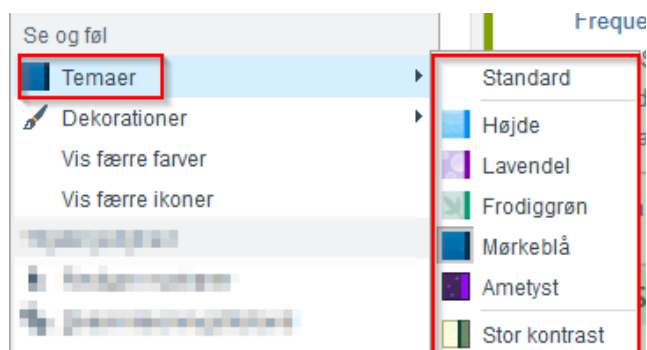 Se og føl
Temaer
Dekorationer
Vis færre farver
Vis færre ikoner
Standard
Højde
Lavendel
Frodiggrøn
Mørkeblå
Ametyst
Stor kontrast